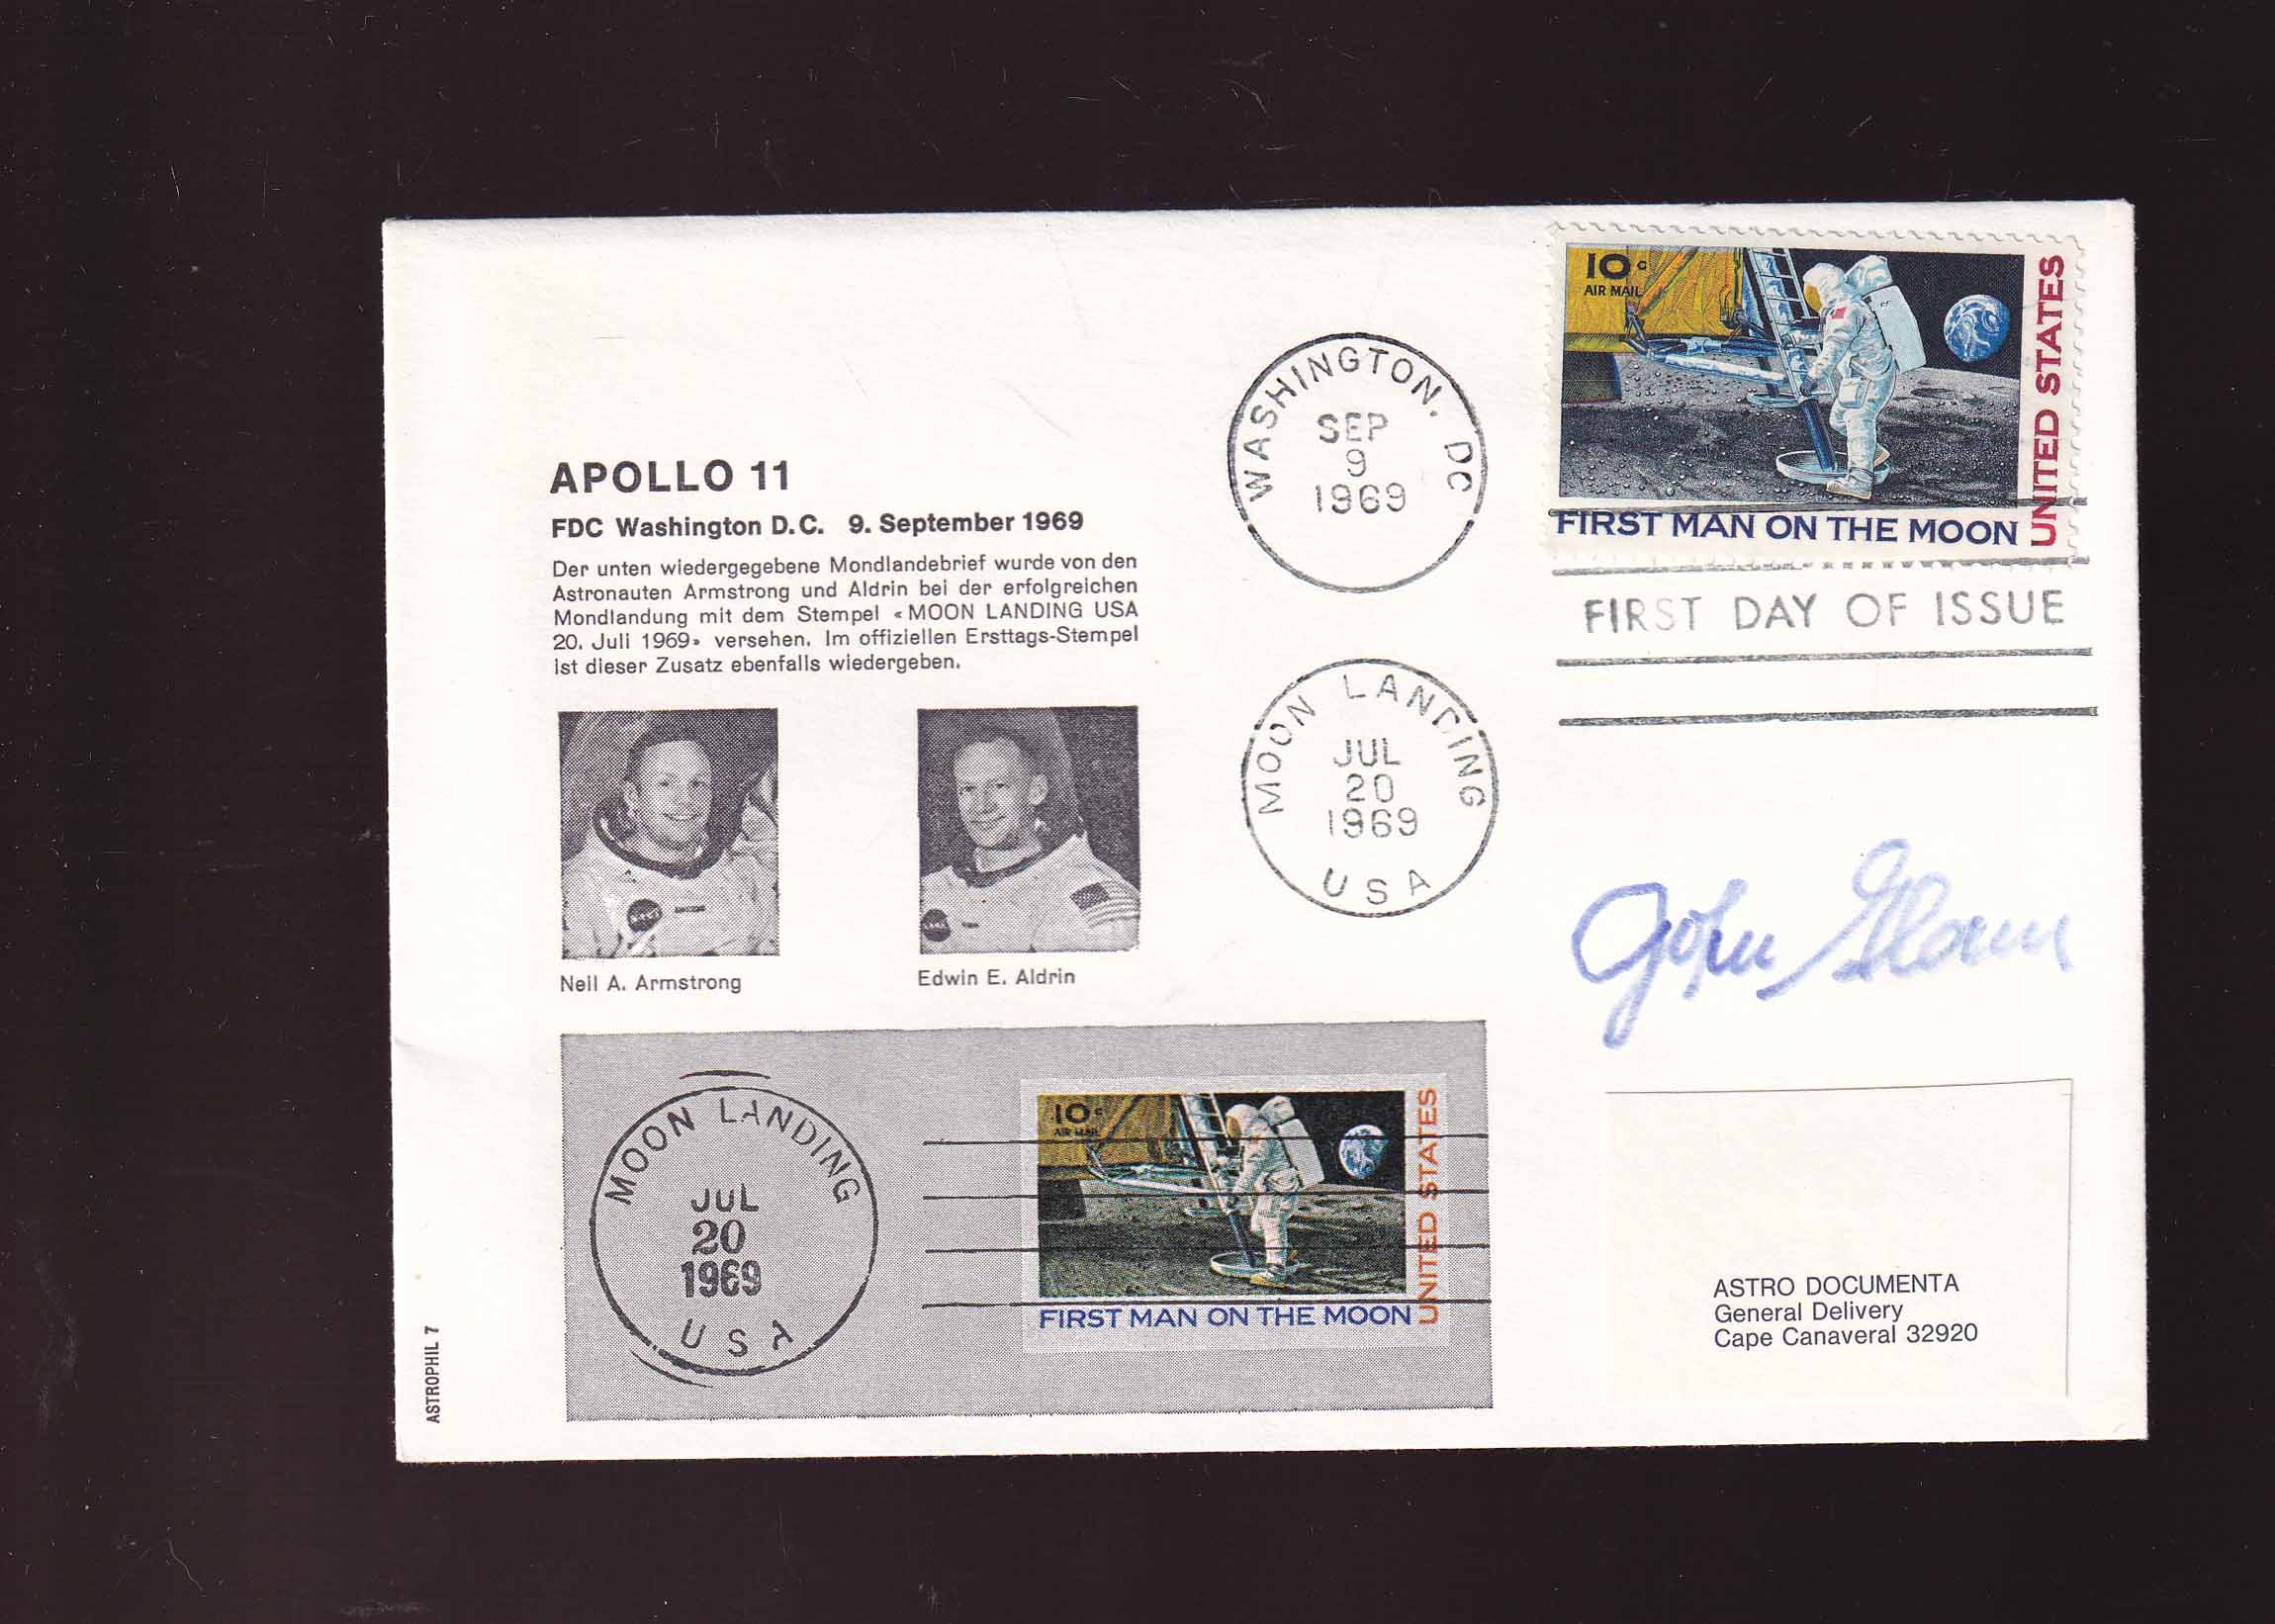 10c
AIR MAIL
UNITED STATES
FIRST MAN ON THE MOON
WASHINGTON, DC
SEP
9
1969
FIRST DAY OF ISSUE
APOLLO 11
FDC Washington D.C. 9. September 1969
Der unten wiedergegebene Mondlandebrief wurde von den
Astronauten Armstrong und Aldrin bei der erfolgreichen
Mondlandung mit dem Stempel «MOON LANDING USA
20. Juli 1969» versehen. Im offiziellen Ersttags-Stempel
ist dieser Zusatz ebenfalls wiedergeben.
MOON LANDING
JUL
20
1969
USA
NASA
Neil A. Armstrong
Edwin E. Aldrin
John
MOON LANDING
JUL
20
1969
USA
10c
AIR MAIL
UNITED STATES
FIRST MAN ON THE MOON
ASTRO DOCUMENTA
General Delivery
Cape Canaveral 32920
ASTROPHIL 7